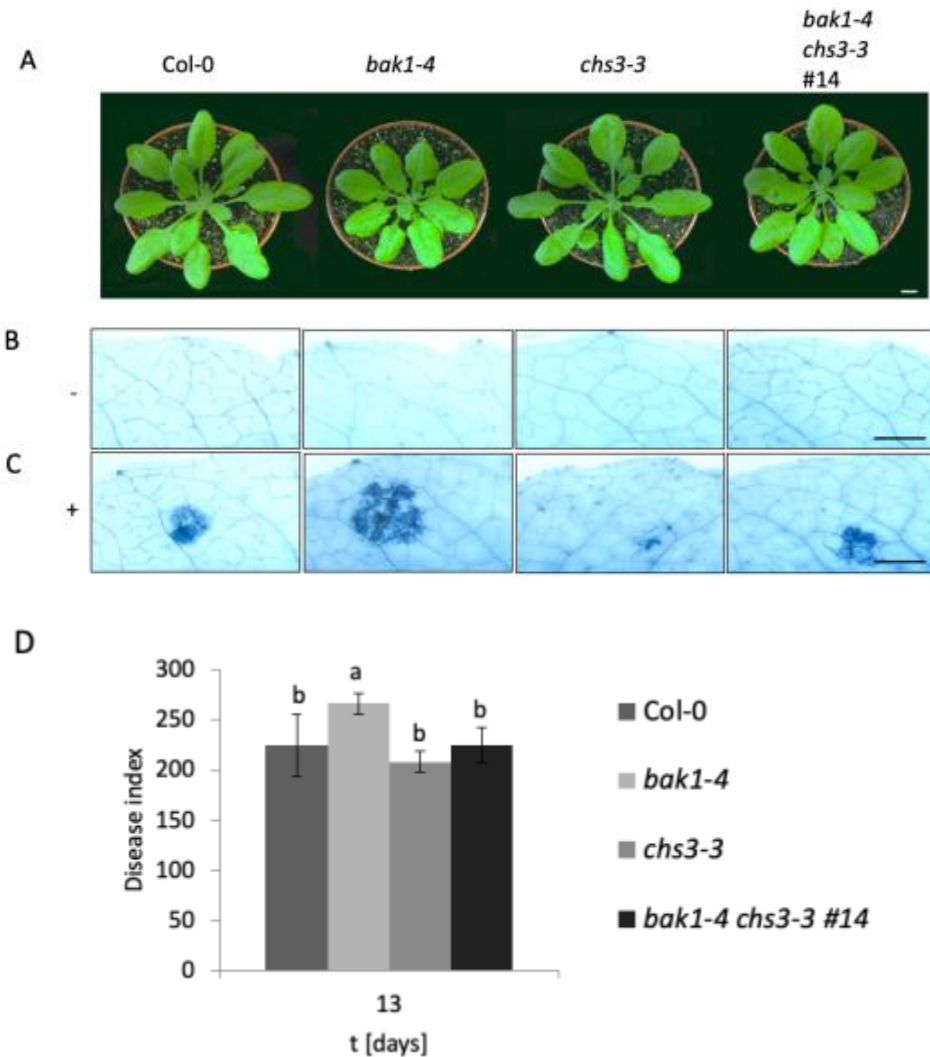 A
Col-0
bak1-4
chs3-3
bak1-4
chs3-3
#14
B
-
C
+
D
300
250
200
150
100
50
0
b
a
b
b
Disease index
13
t [days]
Col-0
bak1-4
chs3-3
bak1-4 chs3-3 #14